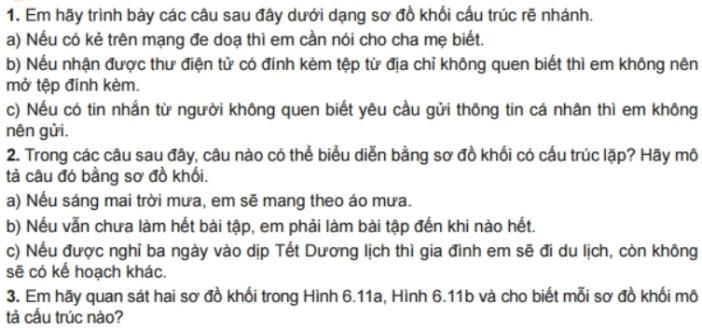 1. Em hãy trình bày các câu sau đây dưới dạng sơ đồ khối cấu trúc rẽ nhánh.
a) Nếu có kẻ trên mạng đe doạ thì em cần nói cho cha mẹ biết.
b) Nếu nhận được thư điện tử có đính kèm tệp từ địa chỉ không quen biết thì em không nên
mở tệp đính kèm.
c) Nếu có tin nhắn từ người không quen biết yêu cầu gửi thông tin cá nhân thì em không
nên gửi.
2. Trong các câu sau đây, câu nào có thể biểu diễn bằng sơ đồ khối có cấu trúc lặp? Hãy mô
tả câu đó bằng sơ đồ khối.
a) Nếu sáng mai trời mưa, em sẽ mang theo áo mưa.
b) Nếu vẫn chưa làm hết bài tập, em phải làm bài tập đến khi nào hết.
c) Nếu được nghỉ ba ngày vào dịp Tết Dương lịch thì gia đình em sẽ đi du lịch, còn không
sẽ có kế hoạch khác.
3. Em hãy quan sát hai sơ đồ khối trong Hình 6.11a, Hình 6.11b và cho biết mỗi sơ đồ khối mô
tả cấu trúc nào?